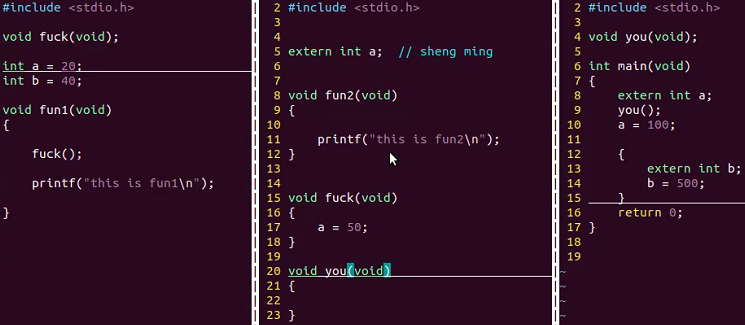 #include <stdio.h>
void fuck(void);
int a = 20;
int b = 40;
void fun1(void)
{
fuck();
printf("this is fun1\n");
}
2 #include <stdio.h>
3
4
5 extern int a;  // sheng ming
6
7
8 void fun2(void)
9 {
10
11 printf("this is fun2\n");
12 }
13
14
15 void fuck(void)
16 {
17 a = 50;
18 }
19
20 void you(void)
21 {
22
23 }
2 #include <stdio.h>
3
4 void you(void);
5
6 int main(void)
7 {
8 extern int a;
9 you();
10 a = 100;
11
12 {
13 extern int b;
14 b = 500;
15 }
16 return 0;
17 }
18
19
~
~
~
~